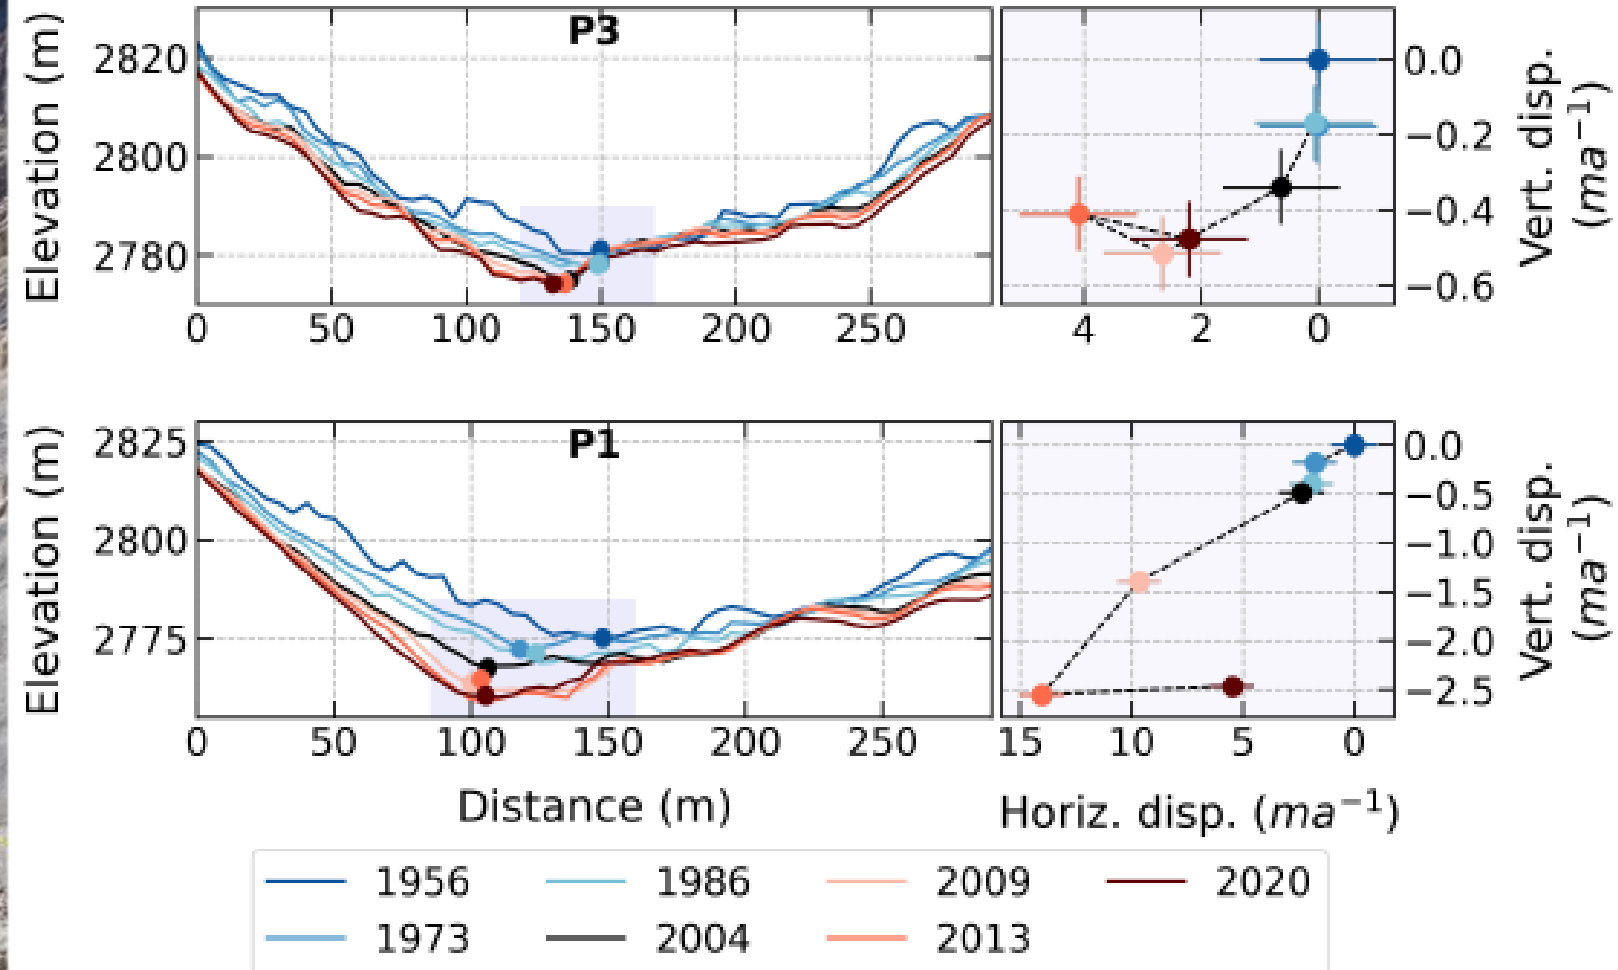 P3
Elevation (m)
2820
2800
2780
0 50 100 150 200 250
4 2 0
0.0
−0.2
−0.4
−0.6
Vert. disp.
(ma⁻¹)
P1
Elevation (m)
2825
2800
2775
0 50 100 150 200 250
15 10 5 0
0.0
−0.5
−1.0
−1.5
−2.0
−2.5
Vert. disp.
(ma⁻¹)
Distance (m)
Horiz. disp. (ma⁻¹)
1956 1986 2009 2020
1973 2004 2013